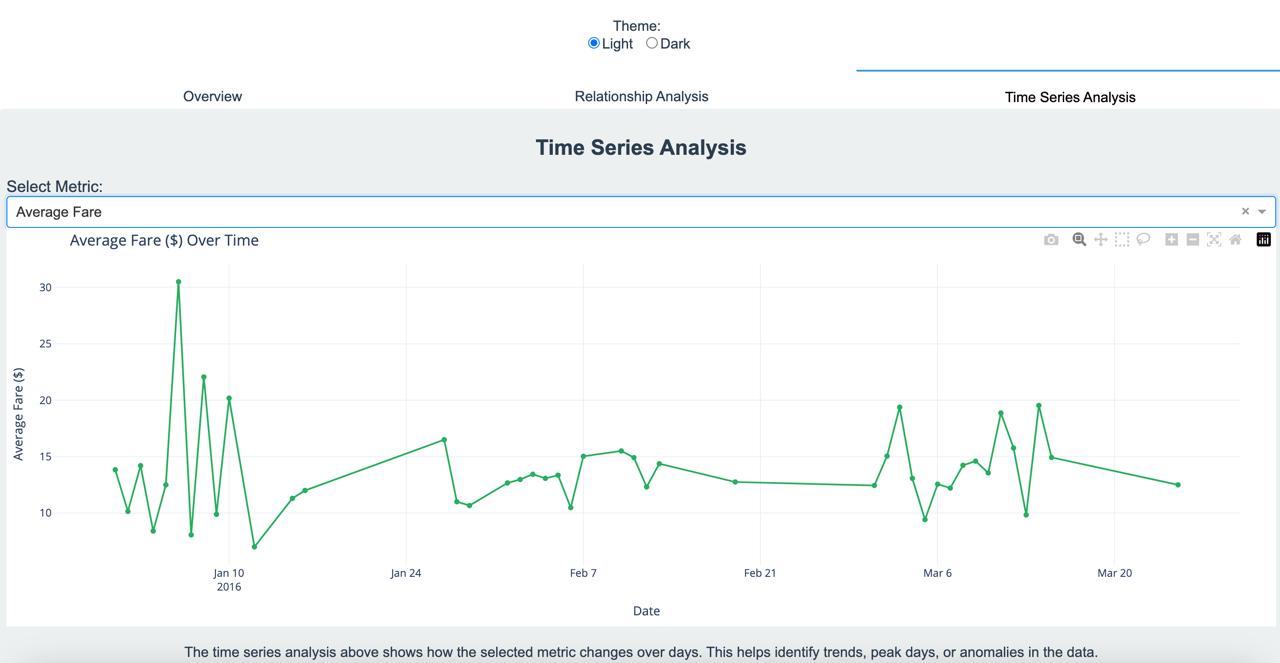 Theme:
Light Dark
Overview Relationship Analysis Time Series Analysis
Time Series Analysis
Select Metric:
Average Fare
Average Fare ($) Over Time
30
25
20
15
10
Average Fare ($)
Jan 10 Jan 24 Feb 7 Feb 21 Mar 6 Mar 20
2016
Date
The time series analysis above shows how the selected metric changes over days. This helps identify trends, peak days, or anomalies in the data.